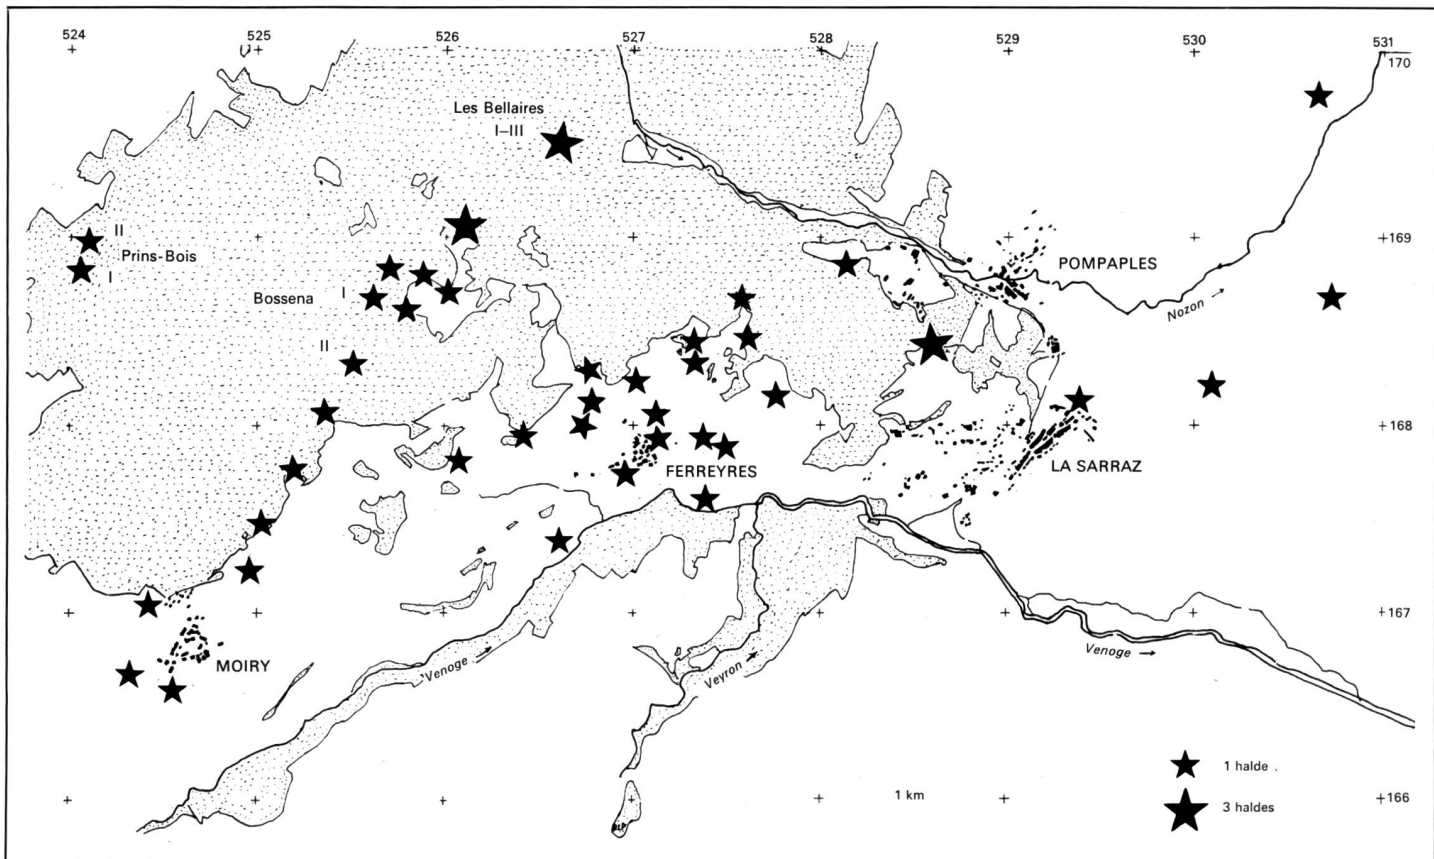 524
525
526
527
528
529
530
531
170
Les Bellaires
I–III
II
Prins-Bois
I
169
POMPAPLES
Bossena
I
Nozon →
II
168
FERREYRES
LA SARRAZ
167
MOIRY
Venoge →
Veyron →
Venoge →
1 halde
1 km
166
3 haldes